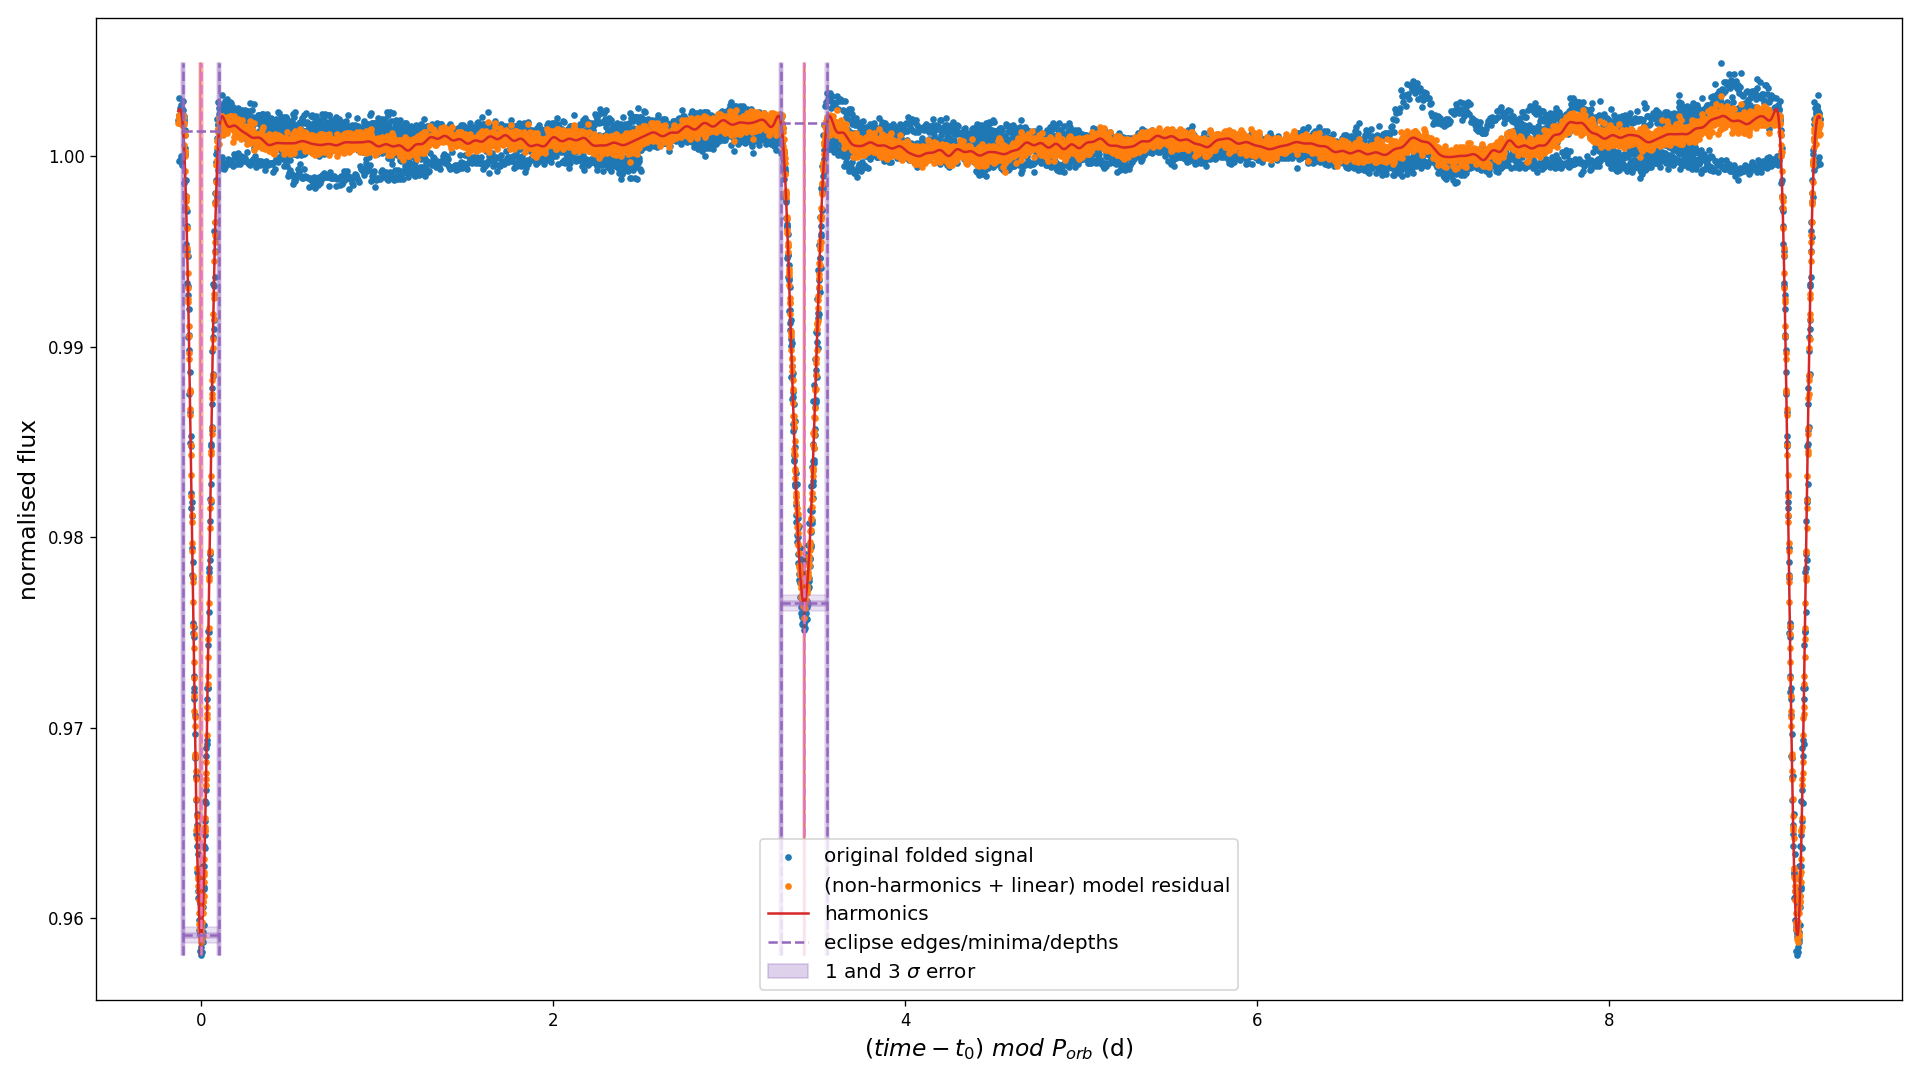 normalised flux
1.00
0.99
0.98
0.97
0.96
0
2
4
6
8
(time − t₀) mod Pₒᵣb (d)
original folded signal
(non-harmonics + linear) model residual
harmonics
eclipse edges/minima/depths
1 and 3 σ error